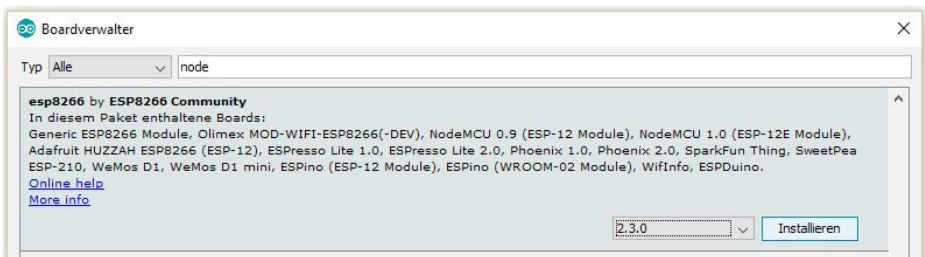 Boardverwalter
Typ Alle node
esp8266 by ESP8266 Community
In diesem Paket enthaltene Boards:
Generic ESP8266 Module, Olimex MOD-WIFI-ESP8266(-DEV), NodeMCU 0.9 (ESP-12 Module), NodeMCU 1.0 (ESP-12E Module),
Adafruit HUZZAH ESP8266 (ESP-12), ESPresso Lite 1.0, ESPresso Lite 2.0, Phoenix 1.0, Phoenix 2.0, SparkFun Thing, SweetPea
ESP-210, WeMos D1, WeMos D1 mini, ESPino (ESP-12 Module), ESPino (WROOM-02 Module), WifInfo, ESPDuino.
Online help
More info
2.3.0 Installieren